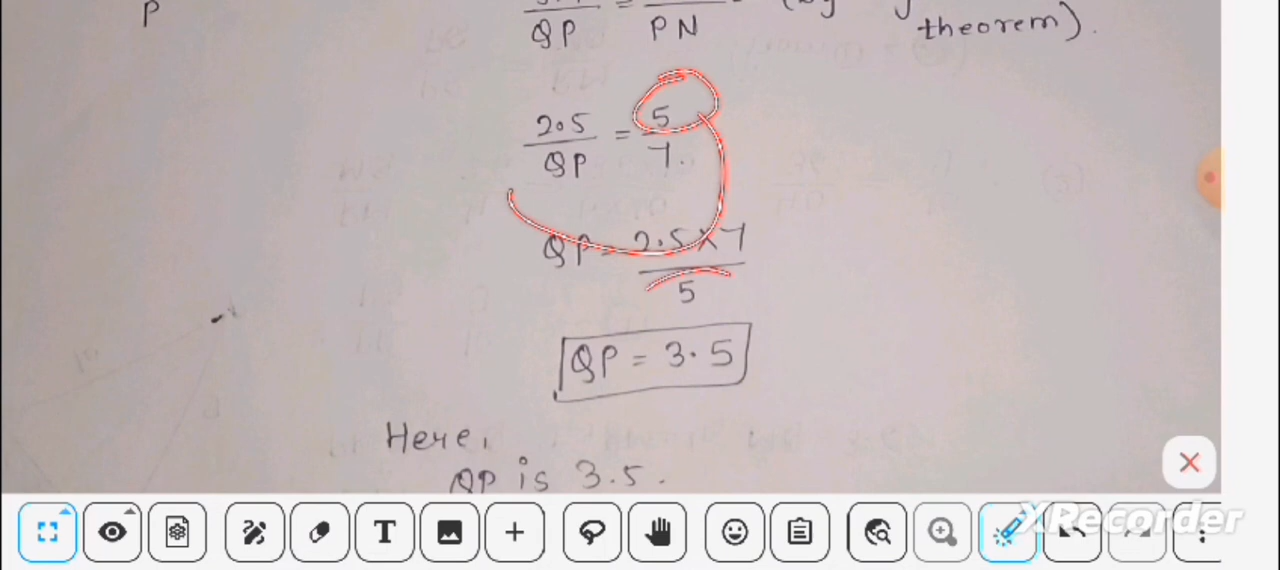 P
QP = PN (by
theorem).
2.5/QP = 5/7.
QP = 2.5×7/5
QP = 3.5
Here,
QP is 3.5.
T
XRecorder